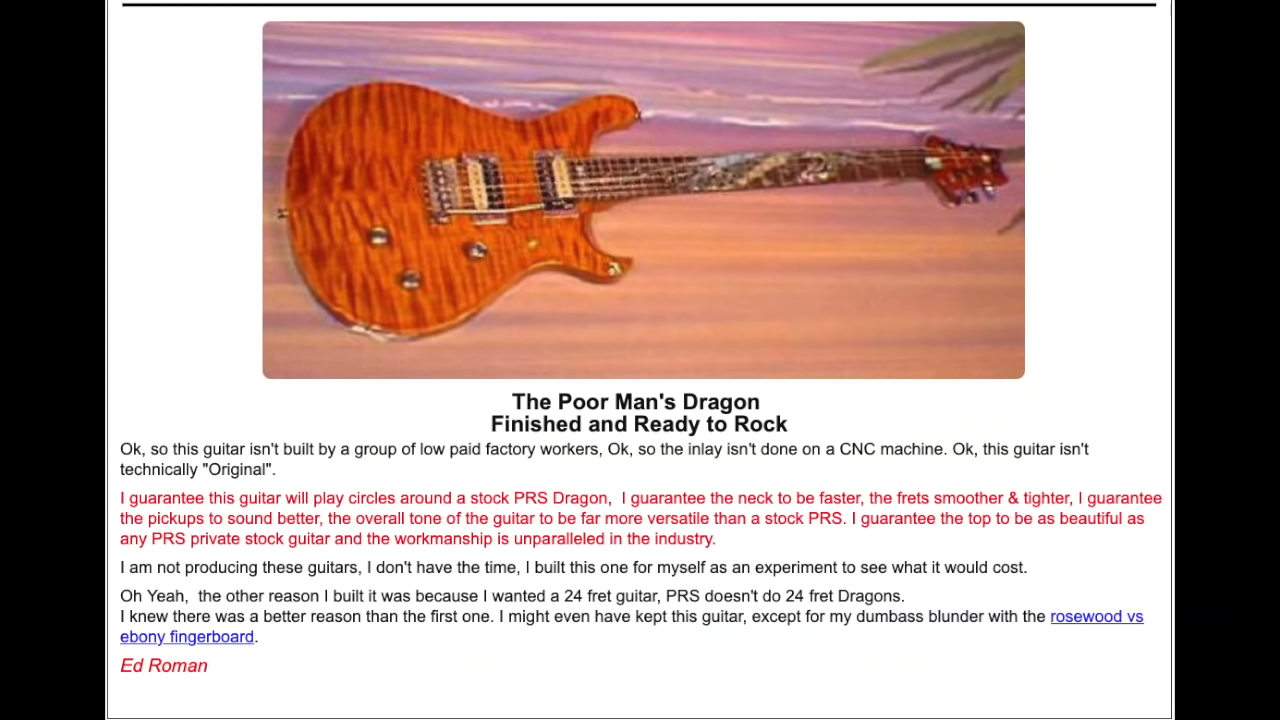 The Poor Man's Dragon
Finished and Ready to Rock
Ok, so this guitar isn't built by a group of low paid factory workers, Ok, so the inlay isn't done on a CNC machine. Ok, this guitar isn't
technically "Original".
I guarantee this guitar will play circles around a stock PRS Dragon,  I guarantee the neck to be faster, the frets smoother & tighter, I guarantee
the pickups to sound better, the overall tone of the guitar to be far more versatile than a stock PRS. I guarantee the top to be as beautiful as
any PRS private stock guitar and the workmanship is unparalleled in the industry.
I am not producing these guitars, I don't have the time, I built this one for myself as an experiment to see what it would cost.
Oh Yeah,  the other reason I built it was because I wanted a 24 fret guitar, PRS doesn't do 24 fret Dragons.
I knew there was a better reason than the first one. I might even have kept this guitar, except for my dumbass blunder with the rosewood vs
ebony fingerboard.
Ed Roman